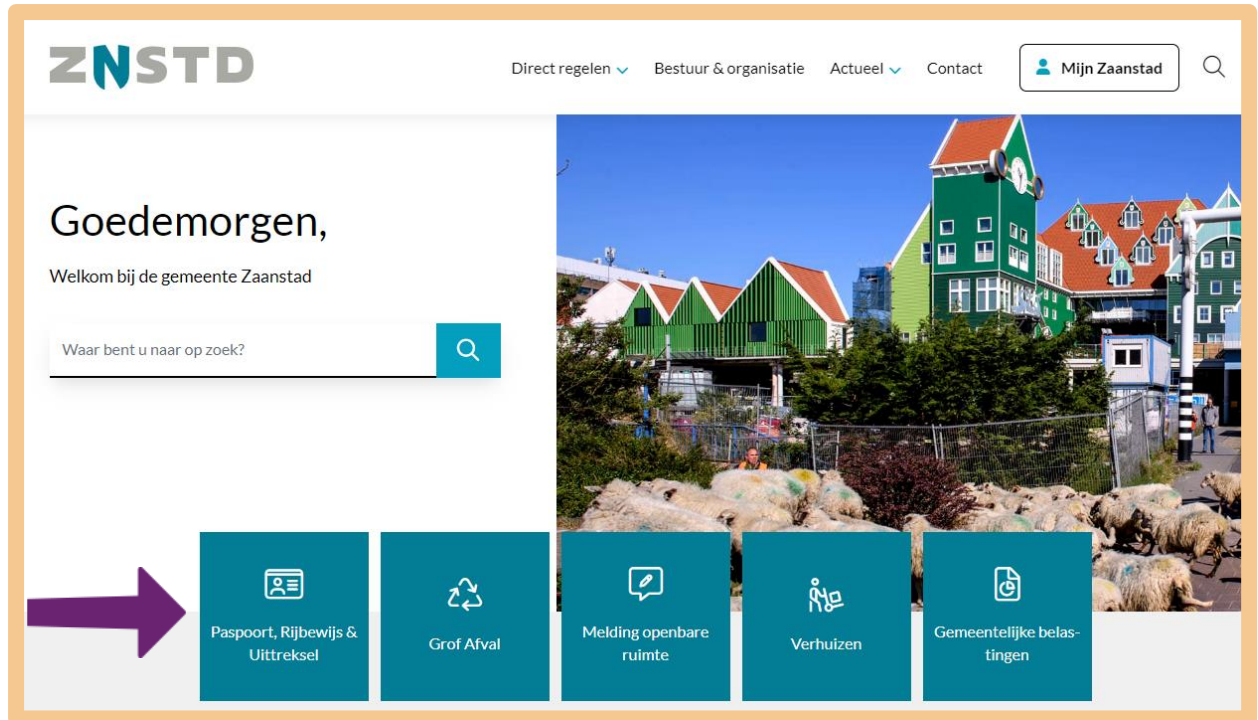 ZNSTD
Direct regelen
Bestuur & organisatie
Actueel
Contact
Mijn Zaanstad
Goedemorgen,
Welkom bij de gemeente Zaanstad
Waar bent u naar op zoek?
Paspoort, Rijbewijs &
Uittreksel
Grof Afval
Melding openbare
ruimte
Verhuizen
Gemeentelijke belas-
tingen